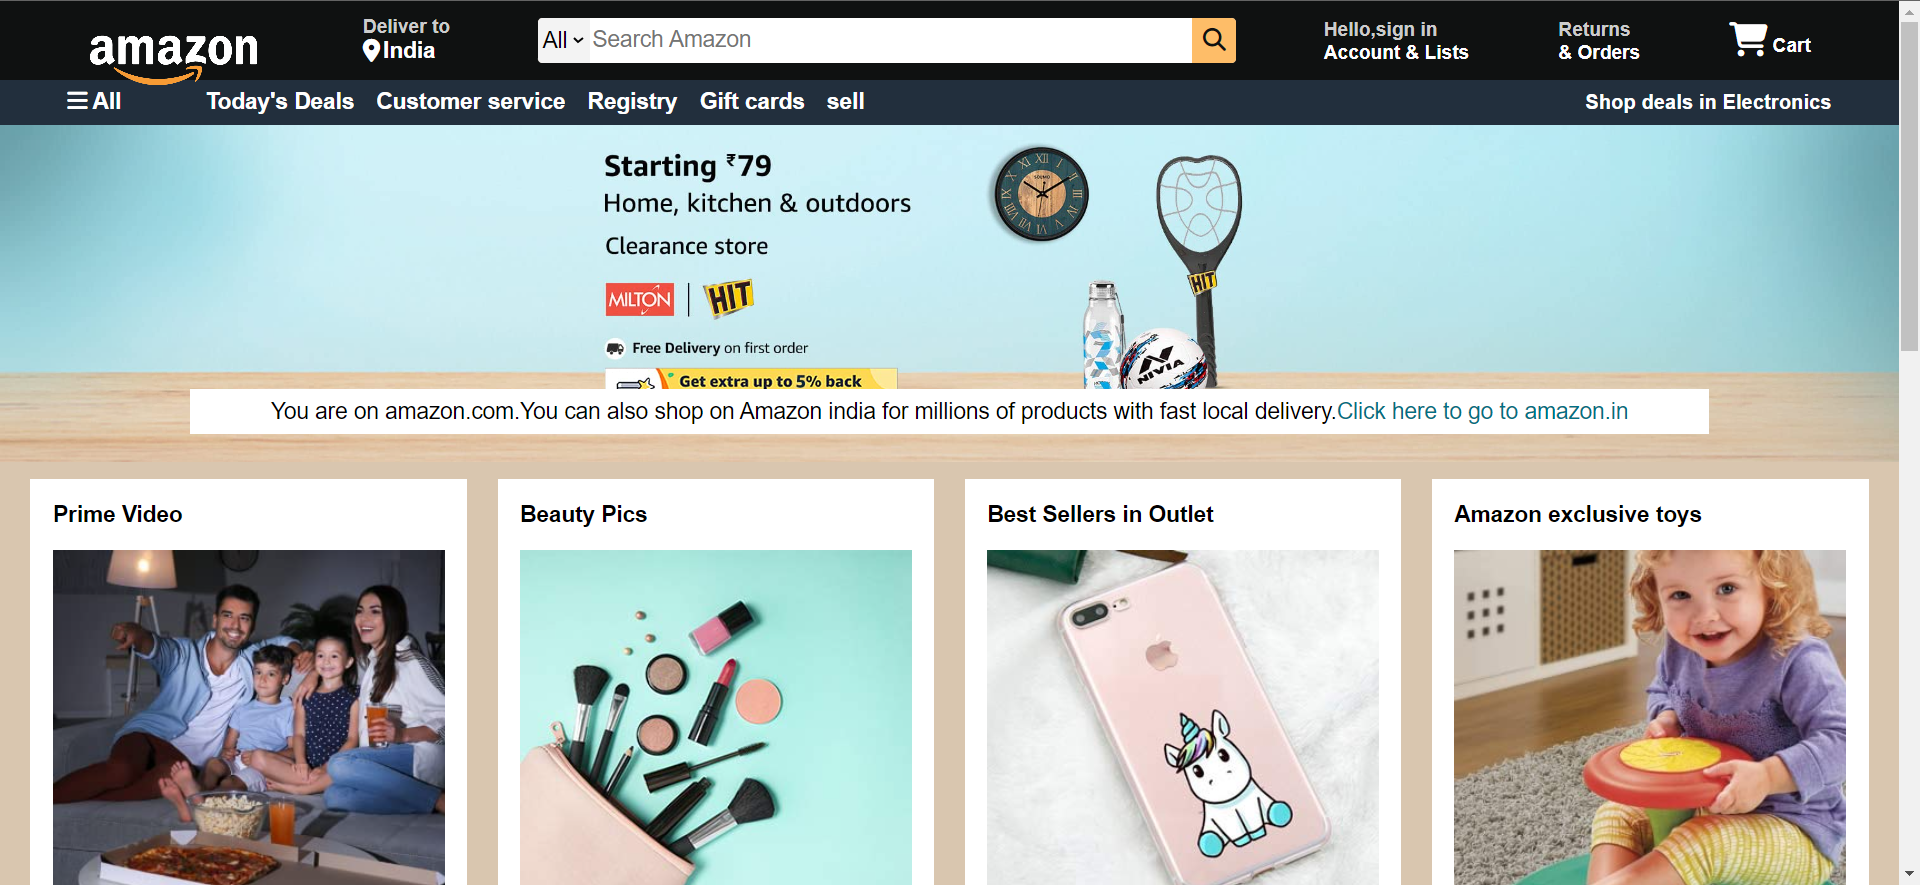 amazon
Deliver to
India
All
Search Amazon
Hello,sign in
Account & Lists
Returns
& Orders
Cart
All
Today's Deals
Customer service
Registry
Gift cards
sell
Shop deals in Electronics
Starting ₹79
Home, kitchen & outdoors
Clearance store
MILTON
HIT
Free Delivery on first order
Get extra up to 5% back
XII
HIT
NIVIA
You are on amazon.com.You can also shop on Amazon india for millions of products with fast local delivery.Click here to go to amazon.in
Prime Video
Beauty Pics
Best Sellers in Outlet
Amazon exclusive toys